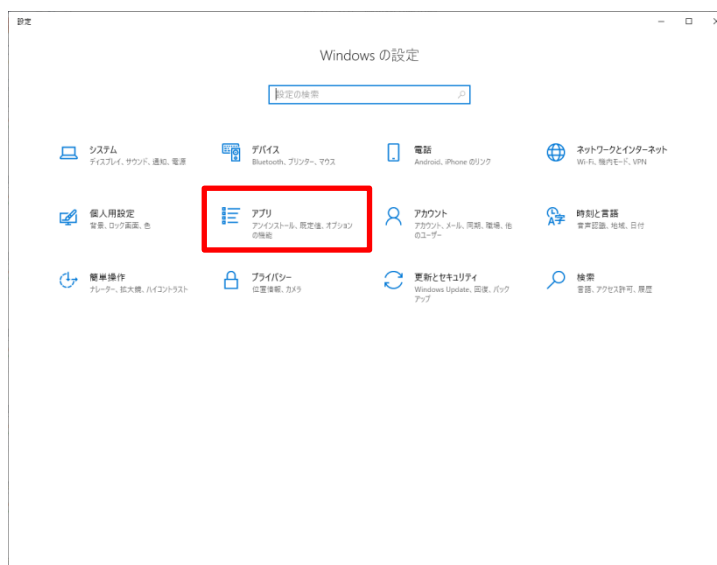 設定
Windows の設定
設定の検索
システム
ディスプレイ、サウンド、通知、電源
デバイス
Bluetooth、プリンター、マウス
電話
Android、iPhone のリンク
ネットワークとインターネット
Wi-Fi、機内モード、VPN
個人用設定
背景、ロック画面、色
アプリ
アンインストール、既定値、オプション
の機能
アカウント
アカウント、メール、同期、職場、他
のユーザー
時刻と言語
音声認識、地域、日付
簡単操作
ナレーター、拡大鏡、ハイコントラスト
プライバシー
位置情報、カメラ
更新とセキュリティ
Windows Update、回復、バック
アップ
検索
言語、アクセス許可、履歴